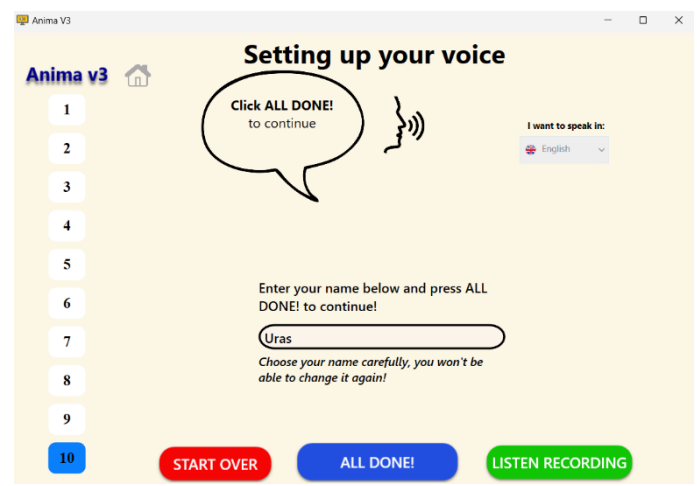 Anima V3
Setting up your voice
Anima v3
Click ALL DONE!
to continue
I want to speak in:
English
1
2
3
4
5
6
7
8
9
10
Enter your name below and press ALL
DONE! to continue!
Uras
Choose your name carefully, you won't be
able to change it again!
START OVER
ALL DONE!
LISTEN RECORDING